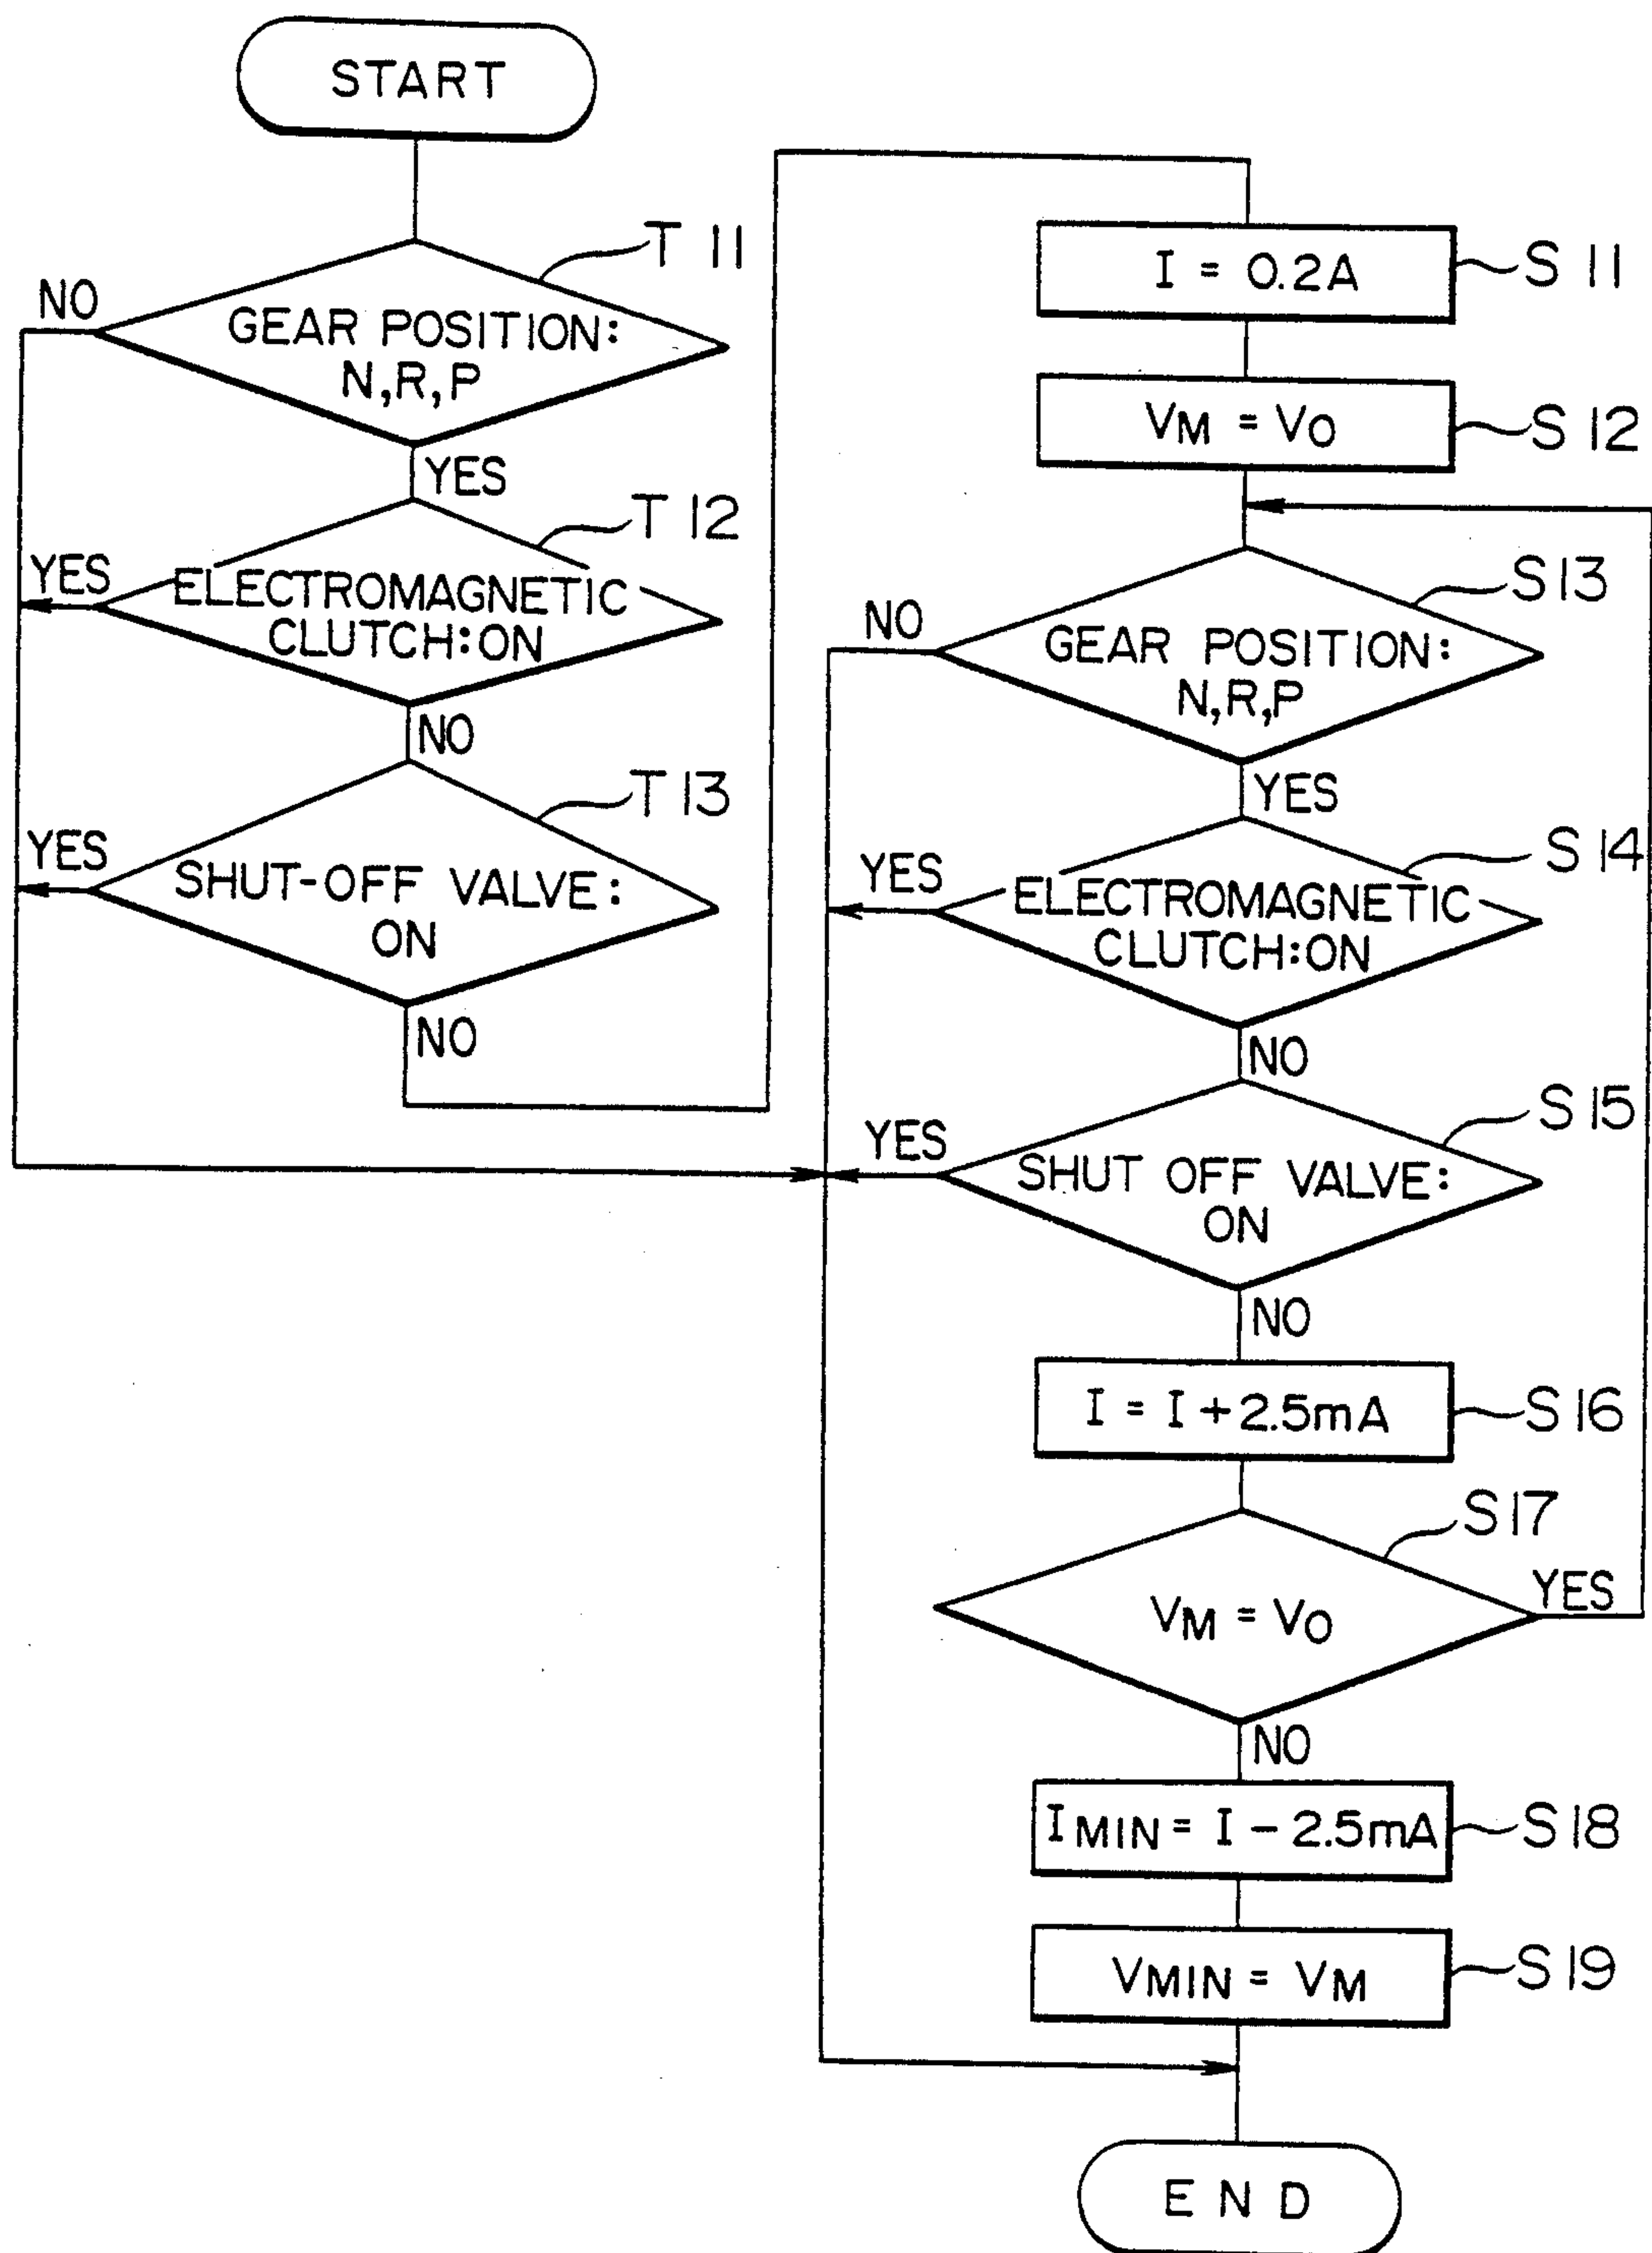 START
T 11
NO
GEAR POSITION:
N,R,P
YES
T 12
YES
ELECTROMAGNETIC
CLUTCH:ON
NO
T 13
YES
SHUT-OFF VALVE:
ON
NO
I = 0.2A
S 11
VM = VO
S 12
S 13
NO
GEAR POSITION:
N,R,P
YES
S 14
YES
ELECTROMAGNETIC
CLUTCH:ON
NO
S 15
YES
SHUT OFF VALVE:
ON
NO
I = I + 2.5mA
S 16
S 17
YES
VM = VO
NO
IMIN = I - 2.5mA
S 18
VMIN = VM
S 19
END